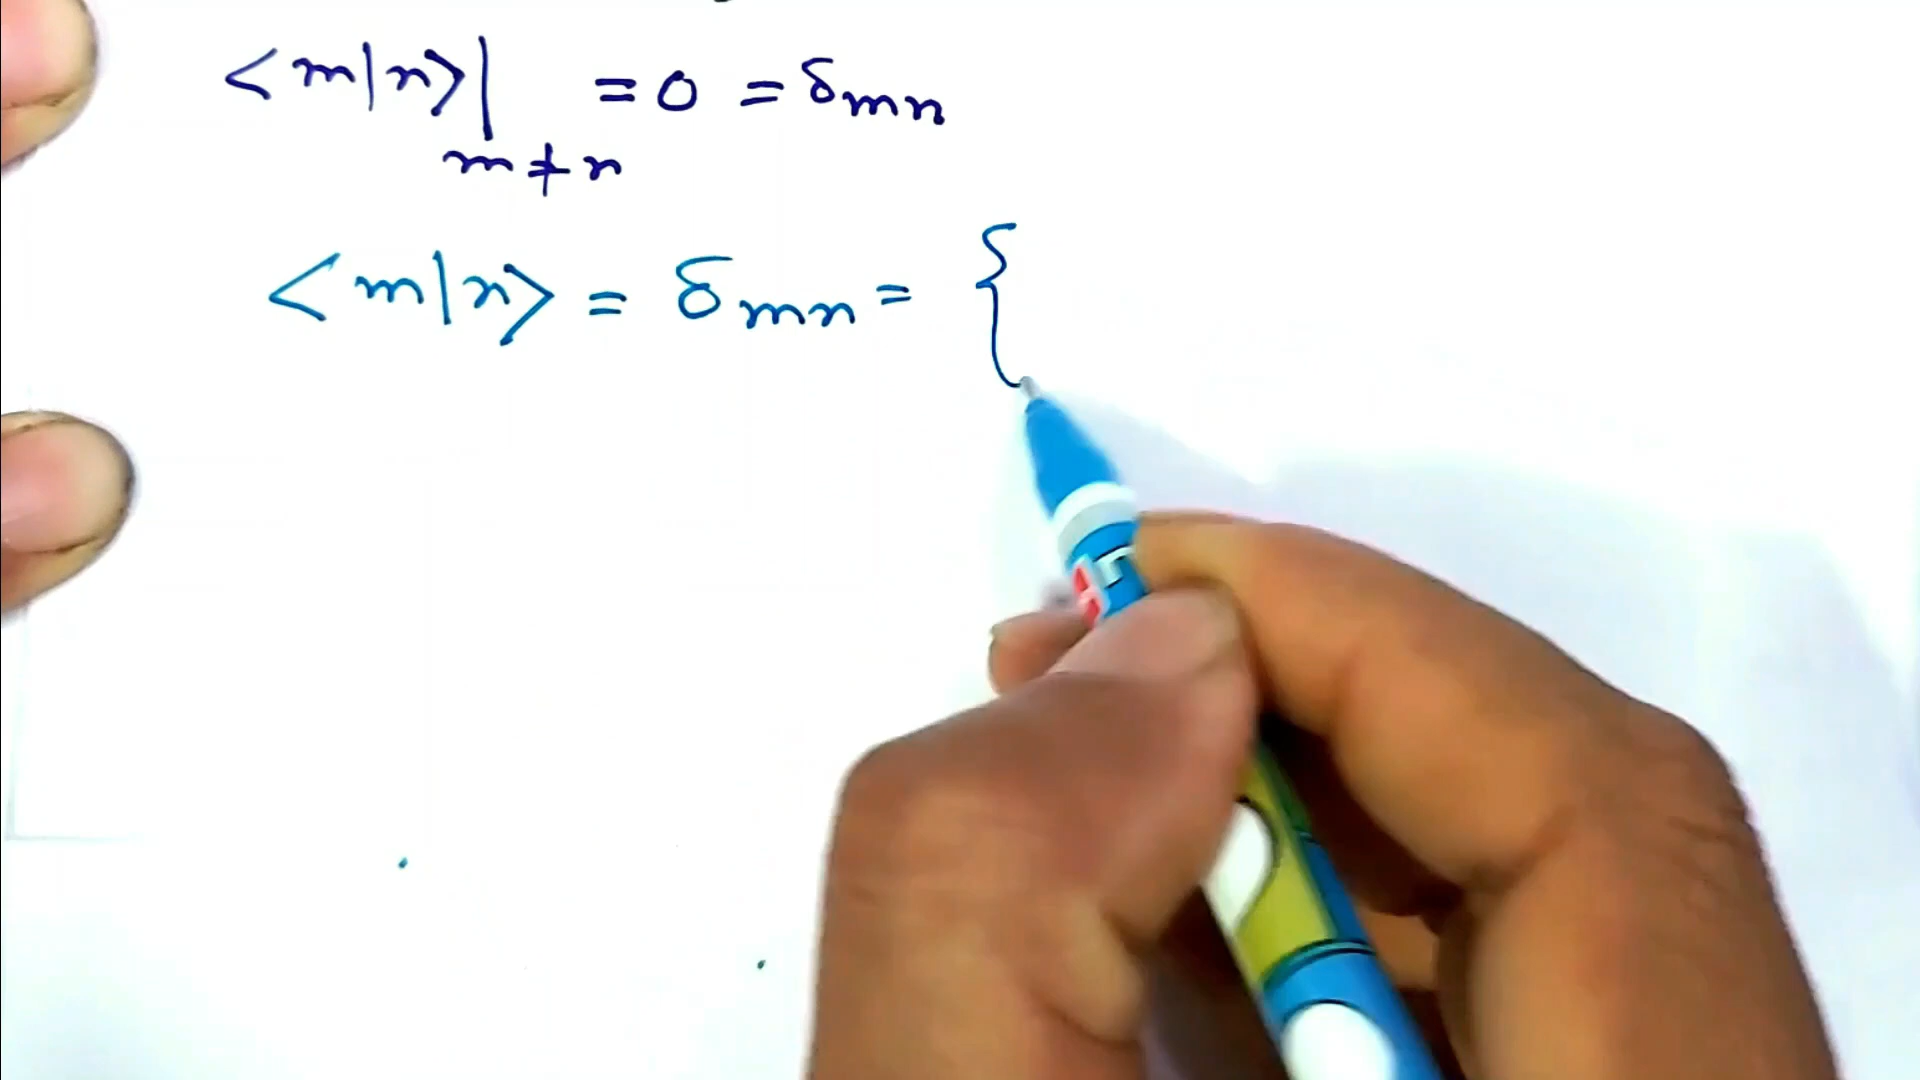 <m|n>| = 0 = δmn
m ≠ n
<m|n> = δmn = {